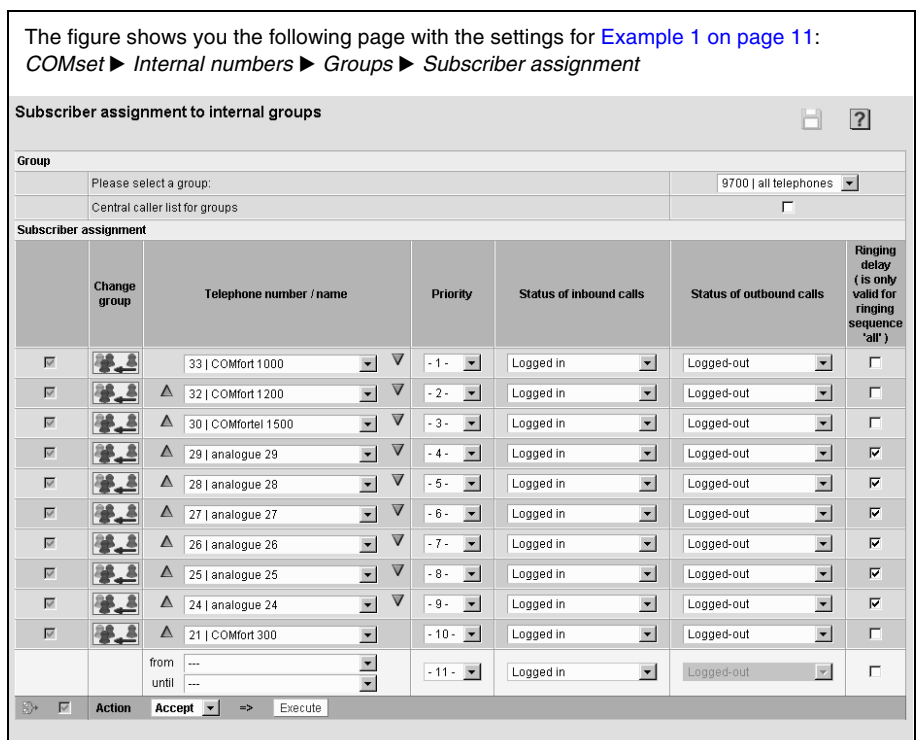 The figure shows you the following page with the settings for Example 1 on page 11:
COMset ▶ Internal numbers ▶ Groups ▶ Subscriber assignment
Subscriber assignment to internal groups
?
Group
Please select a group: 9700 | all telephones
Central caller list for groups
Subscriber assignment
Change group Telephone number / name Priority Status of inbound calls Status of outbound calls Ringing delay ( is only valid for ringing sequence 'all' )
33 | COMfort 1000 - 1 - Logged in Logged-out
32 | COMfort 1200 - 2 - Logged in Logged-out
30 | COMfortel 1500 - 3 - Logged in Logged-out
29 | analogue 29 - 4 - Logged in Logged-out
28 | analogue 28 - 5 - Logged in Logged-out
27 | analogue 27 - 6 - Logged in Logged-out
26 | analogue 26 - 7 - Logged in Logged-out
25 | analogue 25 - 8 - Logged in Logged-out
24 | analogue 24 - 9 - Logged in Logged-out
21 | COMfort 300 - 10 - Logged in Logged-out
from ---
until ---
- 11 - Logged in Logged-out
Action Accept => Execute